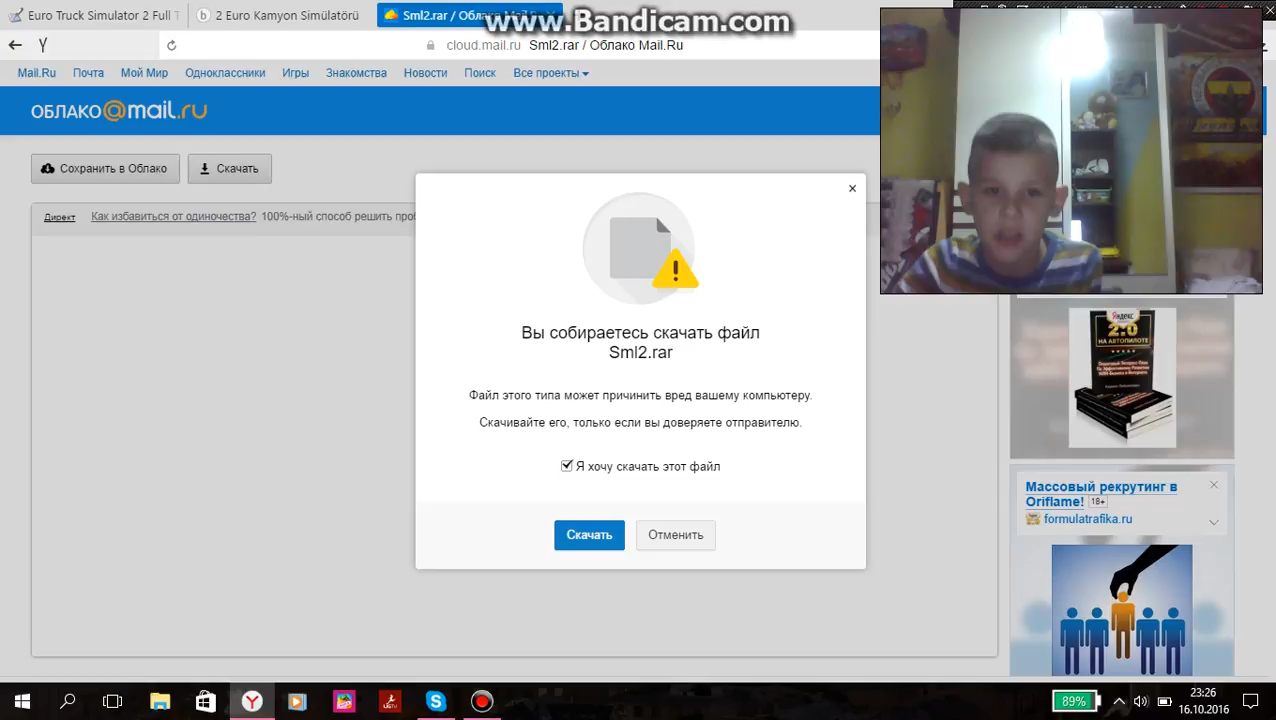 Euro Truck Simulator 2 Full T
2 Euro Kamyon Simülatörü
Sml2.rar / Облако
www.Bandicam.com
Y
cloud.mail.ru Sml2.rar / Облако Mail.Ru
Mail.Ru Почта Мой Мир Одноклассники Игры Знакомства Новости Поиск Все проекты
ОБЛАКО@mail.ru
Сохранить в Облако
Скачать
Директ Как избавиться от одиночества? 100%-ный способ решить
Вы собираетесь скачать файл
Sml2.rar
Файл этого типа может причинить вред вашему компьютеру.
Скачивайте его, только если вы доверяете отправителю.
Я хочу скачать этот файл
Скачать
Отменить
Яндекс
2.0
НА АВТОПИЛОТЕ
Массовый рекрутинг в
Oriflame! 18+
formulatrafika.ru
89%
23:26
16.10.2016